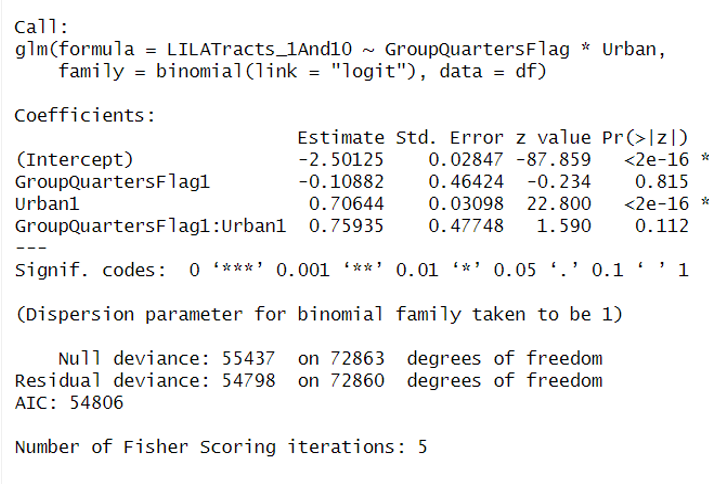 Call:
glm(formula = LILATracts_1And10 ~ GroupQuartersFlag * Urban,
    family = binomial(link = "logit"), data = df)

Coefficients:
                         Estimate Std. Error z value Pr(>|z|)
(Intercept)              -2.50125    0.02847 -87.859   <2e-16 *
GroupQuartersFlag1       -0.10882    0.46424  -0.234    0.815
Urban1                    0.70644    0.03098  22.800   <2e-16 *
GroupQuartersFlag1:Urban1  0.75935    0.47748   1.590    0.112
---
Signif. codes:  0 ‘***’ 0.001 ‘**’ 0.01 ‘*’ 0.05 ‘.’ 0.1 ‘ ’ 1

(Dispersion parameter for binomial family taken to be 1)

    Null deviance: 55437  on 72863  degrees of freedom
Residual deviance: 54798  on 72860  degrees of freedom
AIC: 54806

Number of Fisher Scoring iterations: 5